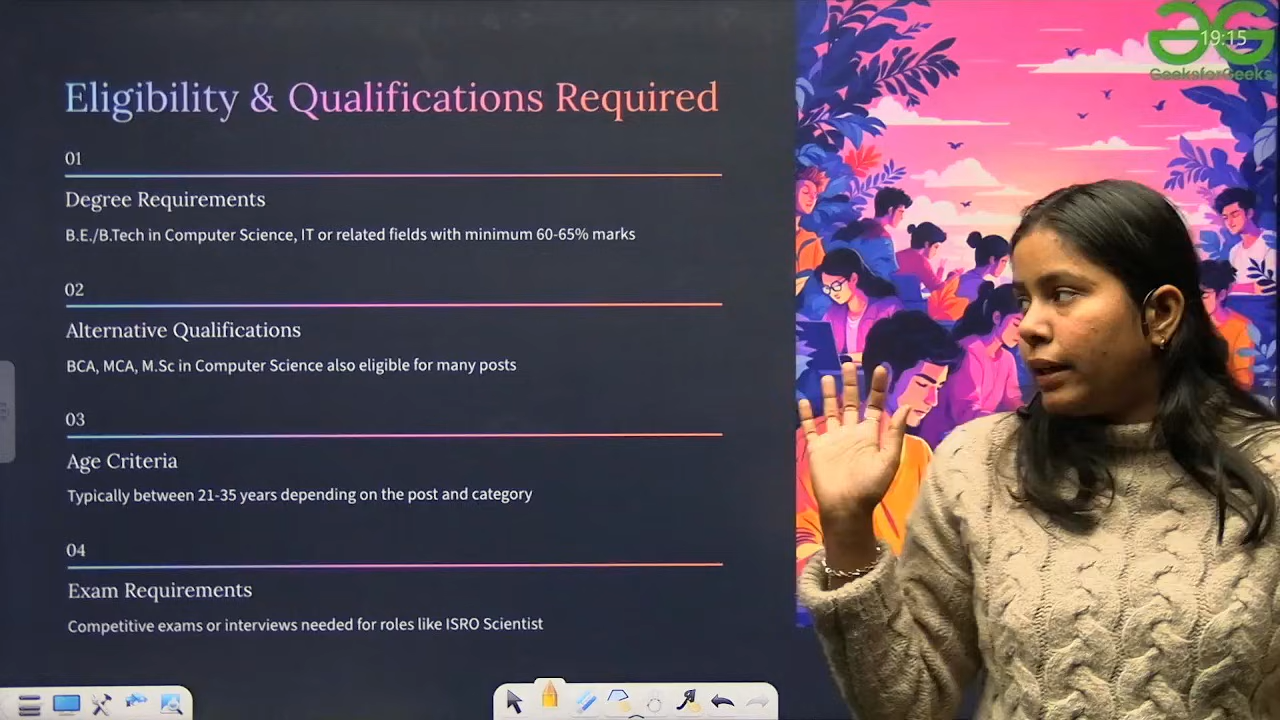 Eligibility & Qualifications Required
01
Degree Requirements
B.E./B.Tech in Computer Science, IT or related fields with minimum 60-65% marks
02
Alternative Qualifications
BCA, MCA, M.Sc in Computer Science also eligible for many posts
03
Age Criteria
Typically between 21-35 years depending on the post and category
04
Exam Requirements
Competitive exams or interviews needed for roles like ISRO Scientist
19:15
GeeksforGeeks